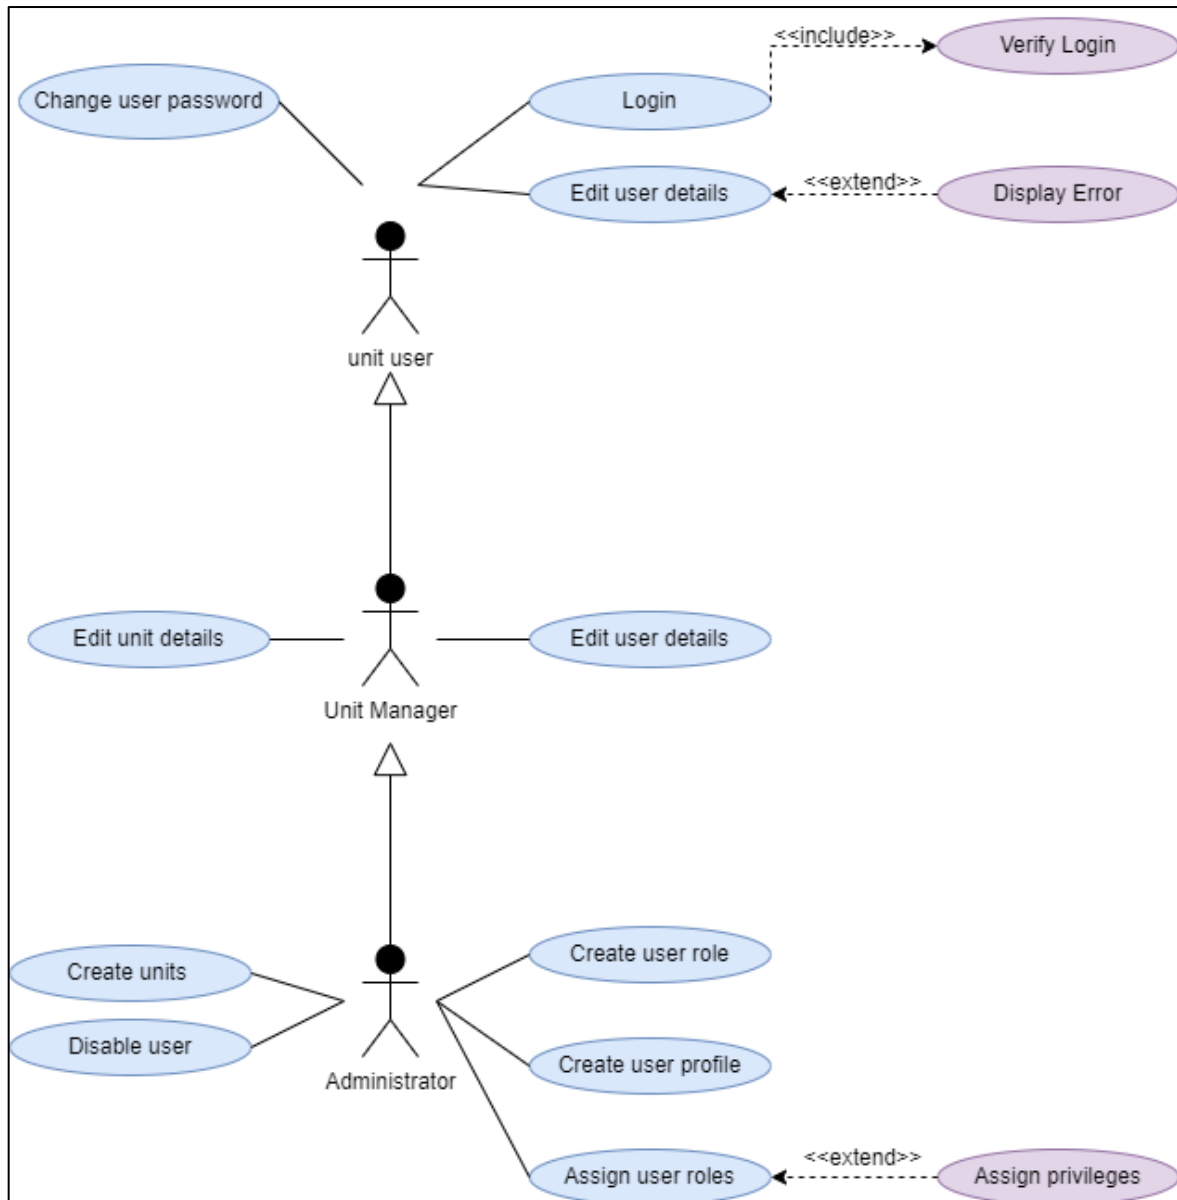 <<include>>
Verify Login
Change user password
Login
<<extend>>
Edit user details
Display Error
unit user
Edit unit details
Edit user details
Unit Manager
Create units
Create user role
Disable user
Create user profile
Administrator
<<extend>>
Assign user roles
Assign privileges